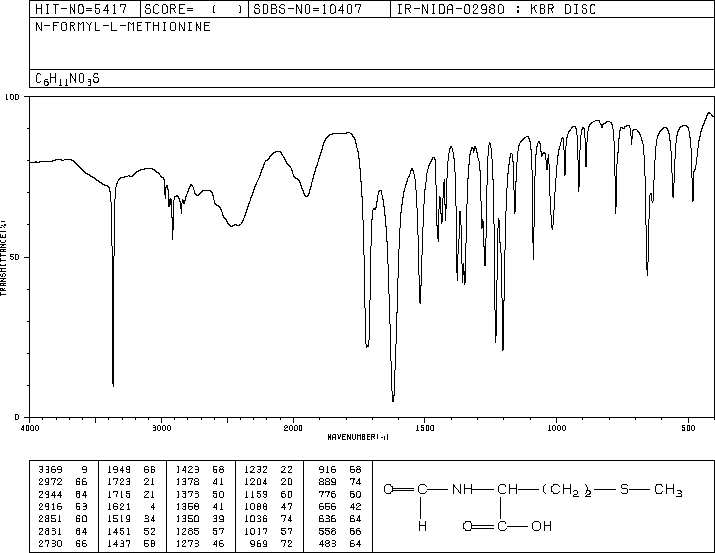 HIT-NO=5417 SCORE= ( ) SDBS-NO=10407 IR-NIDA-02980 : KBR DISC
N-FORMYL-L-METHIONINE
C6H11NO3S
100
50
0
TRANSMITTANCE(%)
4000 3000 2000 1500 1000 500
WAVENUMBER(-1)
3369 9 1949 66 1423 58 1232 22 916 68
2972 66 1723 21 1378 41 1204 20 889 74
2944 64 1715 21 1373 50 1159 60 776 60
2916 53 1621 4 1358 41 1088 47 656 42
2851 60 1519 34 1350 39 1036 74 636 64
2831 64 1451 52 1285 57 1017 57 558 66
2730 66 1437 58 1273 46 969 72 483 64
O C NH CH (CH2)2 S CH3
H O C OH